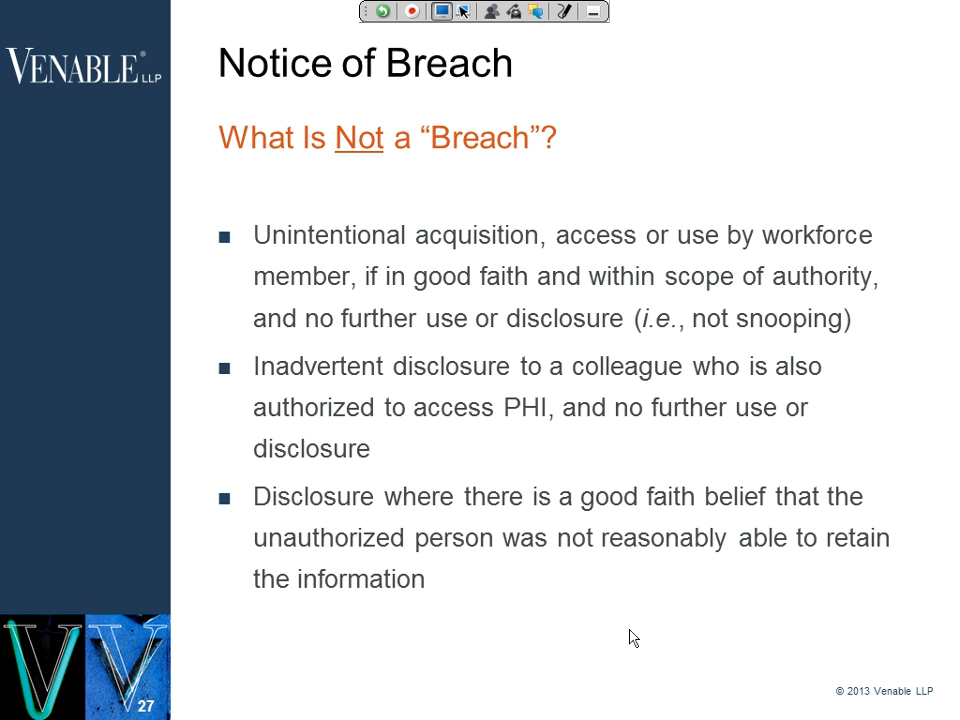 VENABLE® LLP
Notice of Breach
What Is Not a “Breach”?
■ Unintentional acquisition, access or use by workforce
member, if in good faith and within scope of authority,
and no further use or disclosure (i.e., not snooping)
■ Inadvertent disclosure to a colleague who is also
authorized to access PHI, and no further use or
disclosure
■ Disclosure where there is a good faith belief that the
unauthorized person was not reasonably able to retain
the information
27
© 2013 Venable LLP